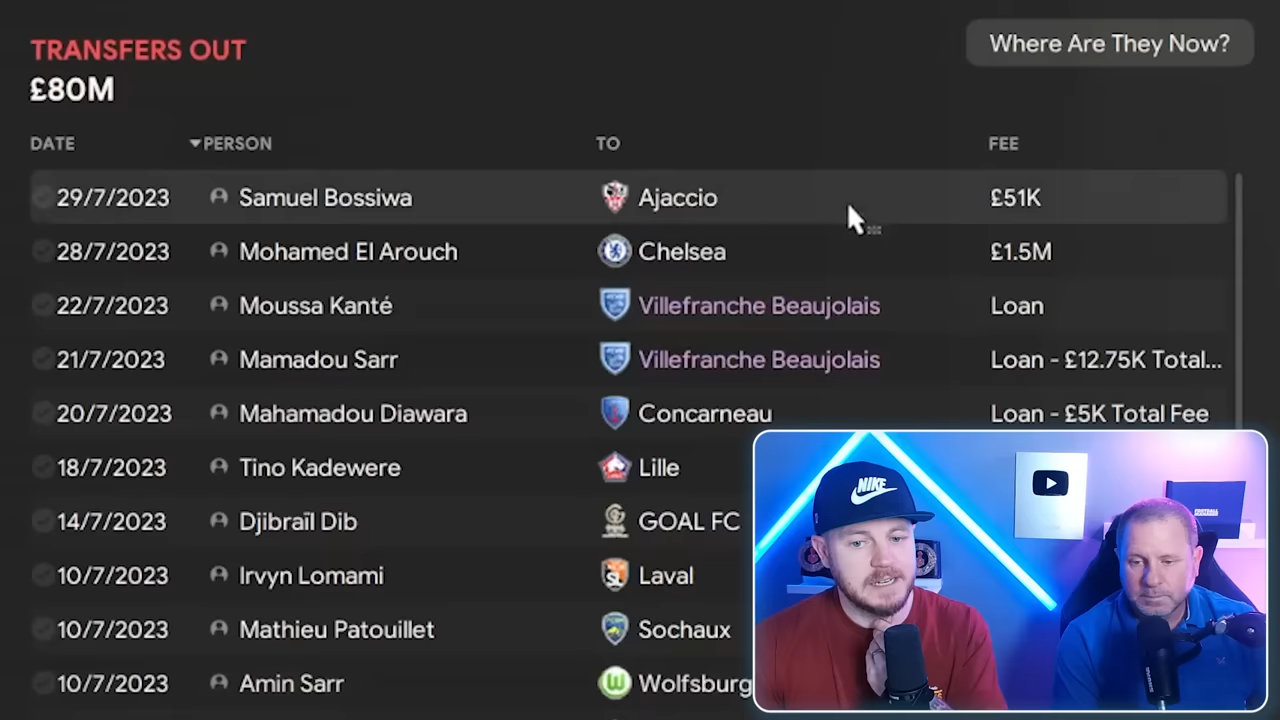 TRANSFERS OUT
Where Are They Now?
£80M
DATE PERSON TO FEE
29/7/2023 Samuel Bossiwa Ajaccio £51K
28/7/2023 Mohamed El Arouch Chelsea £1.5M
22/7/2023 Moussa Kanté Villefranche Beaujolais Loan
21/7/2023 Mamadou Sarr Villefranche Beaujolais Loan - £12.75K Total...
20/7/2023 Mahamadou Diawara Concarneau Loan - £5K Total Fee
18/7/2023 Tino Kadewere Lille
14/7/2023 Djibraïl Dib GOAL FC
10/7/2023 Irvyn Lomami Laval
10/7/2023 Mathieu Patouillet Sochaux
10/7/2023 Amin Sarr Wolfsburg
NIKE